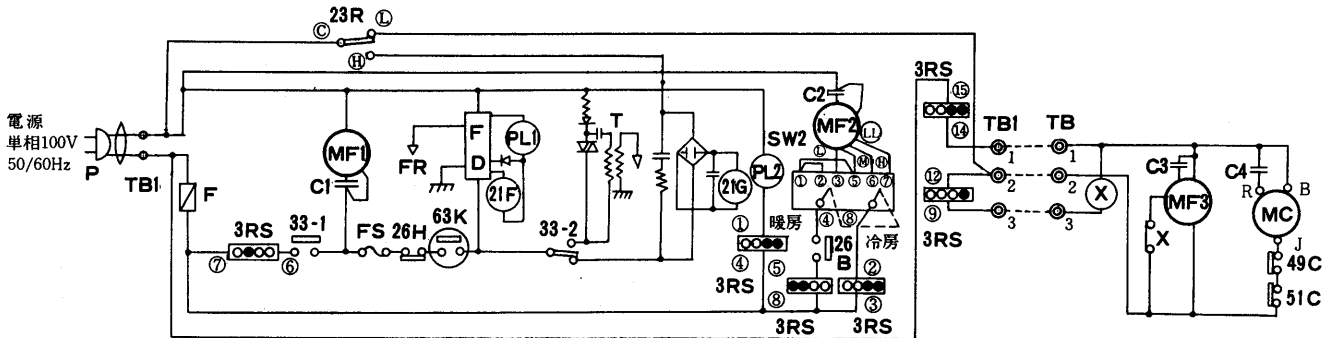 23R Ⓛ
Ⓒ
Ⓗ
電源
単相100V
50/60Hz
P
TB1
F
MF1
C1
3RS
⑦
33-1
⑥
FS
26H
63K
FR
F
D
PL1
21F
T
33-2
21G
PL2
SW2
C2
MF2
LL
Ⓛ Ⓜ Ⓗ
① ② ③ ⑤ ⑥ ⑦
④ ⑧
① 暖房
冷房
④
3RS
26
B
⑤
⑧
3RS
②
③
3RS
3RS
⑮
⑭
⑫
⑨
3RS
TB1 TB
1 1
2 2
3 3
X
X
C3
MF3
C4
R
B
MC
J
49C
51C